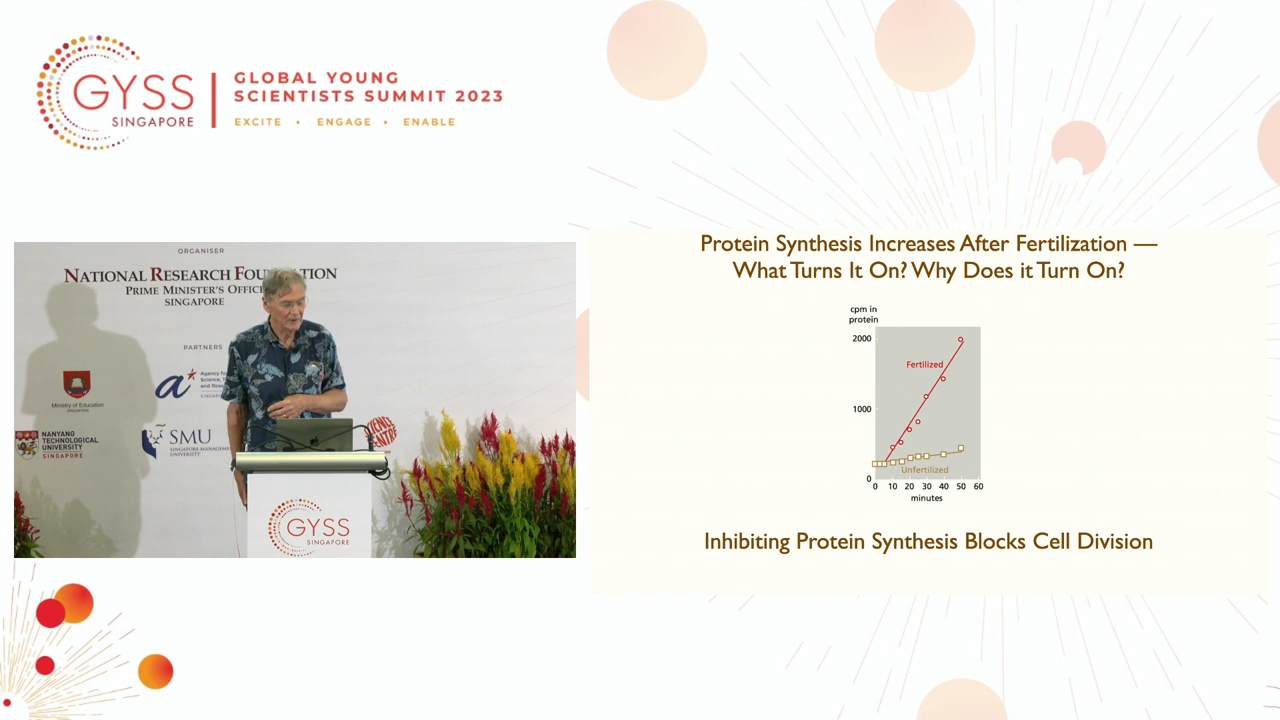 GYSS
SINGAPORE
GLOBAL YOUNG
SCIENTISTS SUMMIT 2023
EXCITE • ENGAGE • ENABLE
ORGANISER
NATIONAL RESEARCH FOUNDATION
PRIME MINISTER'S OFFICE
SINGAPORE
PARTNERS
Ministry of Education
SINGAPORE
NANYANG
TECHNOLOGICAL
UNIVERSITY
SINGAPORE
SMU
SINGAPORE
UNIVERSITY
GYSS
SINGAPORE
Protein Synthesis Increases After Fertilization —
What Turns It On? Why Does it Turn On?
cpm in
protein
2000
Fertilized
1000
Unfertilized
0
0 10 20 30 40 50 60
minutes
Inhibiting Protein Synthesis Blocks Cell Division